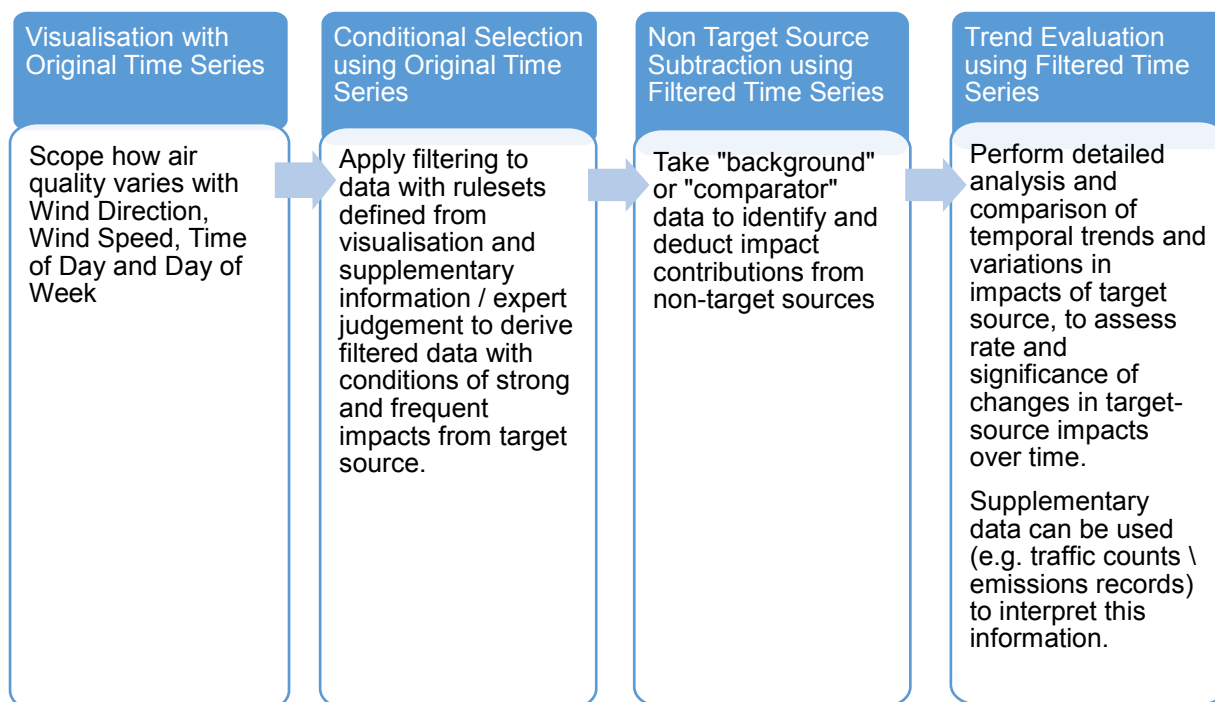 Visualisation with
Original Time Series
Scope how air
quality varies with
Wind Direction,
Wind Speed, Time
of Day and Day of
Week
Conditional Selection
using Original Time
Series
Apply filtering to
data with rulesets
defined from
visualisation and
supplementary
information / expert
judgement to derive
filtered data with
conditions of strong
and frequent
impacts from target
source.
Non Target Source
Subtraction using
Filtered Time Series
Take "background"
or "comparator"
data to identify and
deduct impact
contributions from
non-target sources
Trend Evaluation
using Filtered Time
Series
Perform detailed
analysis and
comparison of
temporal trends and
variations in
impacts of target
source, to assess
rate and
significance of
changes in target-
source impacts
over time.
Supplementary
data can be used
(e.g. traffic counts \
emissions records)
to interpret this
information.